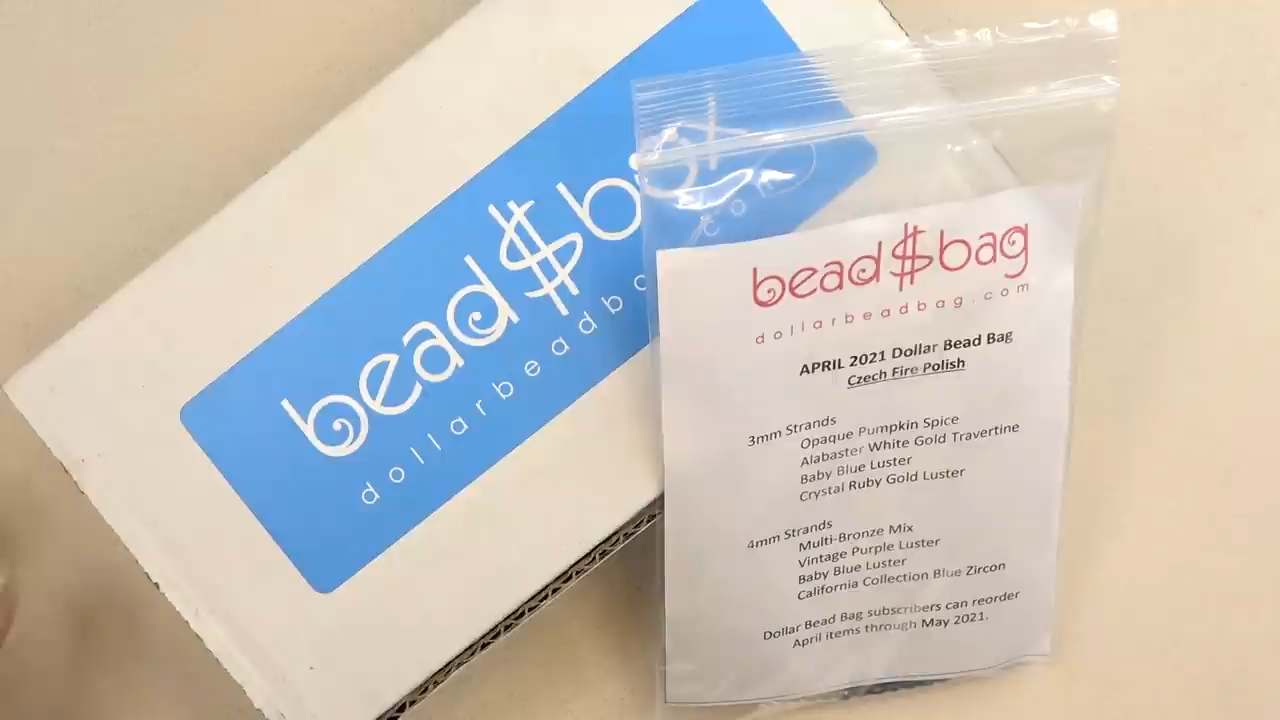 bead$box
dollarbeadbo
com
bead$bag
dollarbeadbag.com
APRIL 2021 Dollar Bead Bag
Czech Fire Polish
3mm Strands
Opaque Pumpkin Spice
Alabaster White Gold Travertine
Baby Blue Luster
Crystal Ruby Gold Luster
4mm Strands
Multi-Bronze Mix
Vintage Purple Luster
Baby Blue Luster
California Collection Blue Zircon
Dollar Bead Bag subscribers can reorder
April items through May 2021.